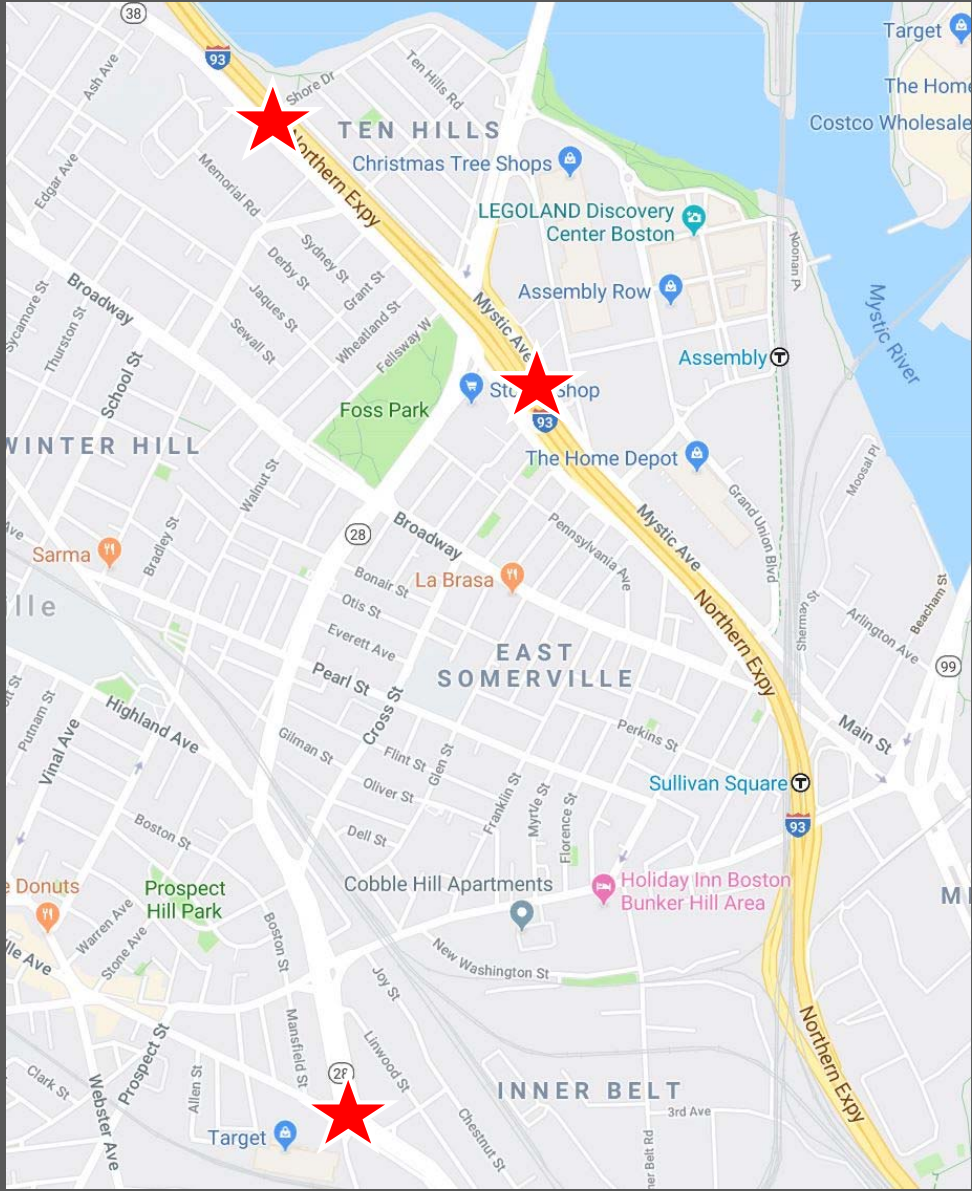 38
93
Target
The Home
Costco Wholesale
Ash Ave
Shore Dr
Ten Hills Rd
TEN HILLS
Northern Expy
Christmas Tree Shops
Edgar Ave
Memorial Rd
LEGOLAND Discovery
Center Boston
Noonan Pl
Sydney St
Derby St
Grant St
Broadway
Sycamore St
Thurston St
Jaques St
Sewall St
Wheatland St
Fellsway W
Mystic Ave
Assembly Row
Mystic River
School St
Assembly
T
Foss Park
Shop
93
WINTER HILL
The Home Depot
Walnut St
Moosal Pl
Grand Union Blvd
Mystic Ave
28
Broadway
Pennsylvania Ave
Ave
Sarma
Bradley St
La Brasa
Bonair St
Otis St
Everett Ave
Northern Expy
Sherman St
Beacham St
Arlington Ave
lle
EAST
SOMERVILLE
99
Pearl St
Cross St
Highland Ave
Putnam St
Vinal Ave
Gilman St
Flint St
Glen St
Oliver St
Perkins St
Main St
Sullivan Square
T
Franklin St
Myrtle St
Florence St
93
Boston St
Dell St
Cobble Hill Apartments
Holiday Inn Boston
Bunker Hill Area
e Donuts
Prospect
Hill Park
Warren Ave
Stone Ave
Boston St
New Washington St
Joy St
lle Ave
Mansfield St
Linwood St
Northern Expy
Prospect St
Clark St
Allen St
Webster Ave
28
INNER BELT
3rd Ave
Target
Chestnut St
ner Belt Rd